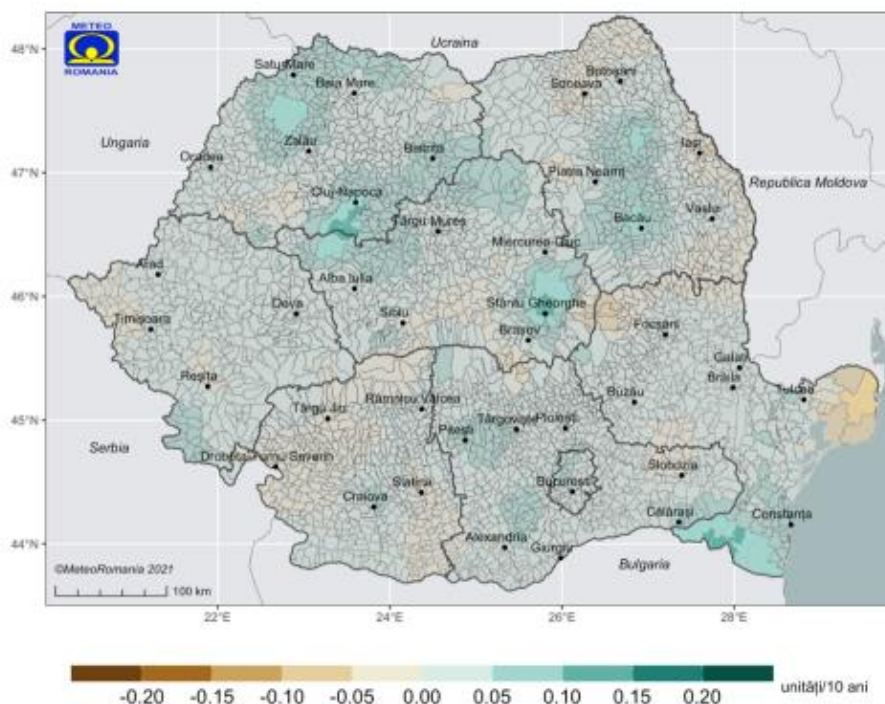 METEO
ROMANIA
Ucraina
48°N
Satu Mare
Baia Mare
Botoșani
Suceava
Ungaria
Zalău
Bistrița
Iași
Oradea
47°N
Piatra Neamț
Republica Moldova
Cluj-Napoca
Târgu Mureș
Bacău
Vaslui
Miercurea-Ciuc
Arad
Alba Iulia
46°N
Deva
Sfântu Gheorghe
Timișoara
Sibiu
Brașov
Focșani
Galați
Reșița
Brăila
Tulcea
Buzău
45°N
Târgu Jiu
Râmnicu Vâlcea
Târgoviște
Ploiești
Pitești
Serbia
Drobeta-Turnu Severin
Slobozia
Slatina
București
Craiova
Călărași
Constanța
44°N
Alexandria
Giurgiu
Bulgaria
©MeteoRomania 2021
100 km
22°E 24°E 26°E 28°E
unități/10 ani
-0.20 -0.15 -0.10 -0.05 0.00 0.05 0.10 0.15 0.20